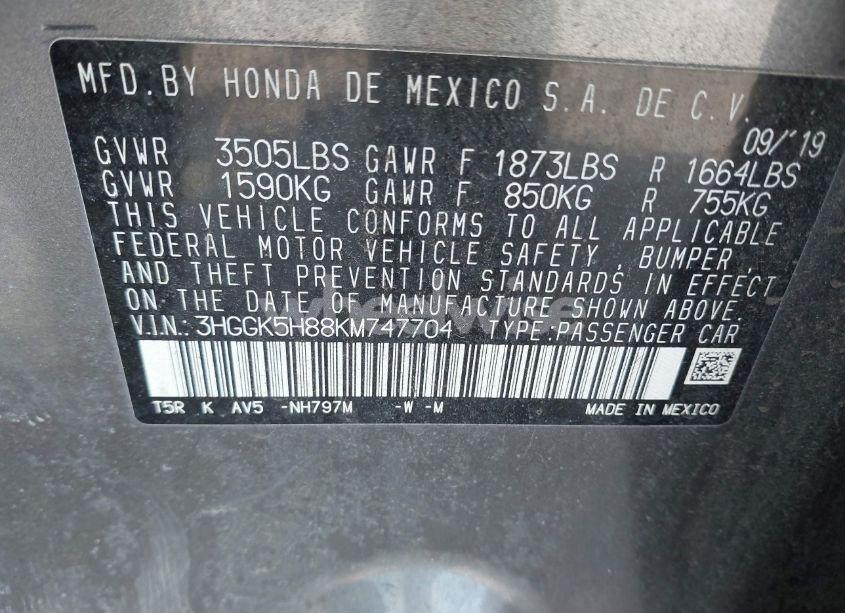 MFD.BY HONDA DE MEXICO S.A. DE C.V.
09/'19
GVWR 3505LBS GAWR F 1873LBS R 1664LBS
GVWR 1590KG GAWR F 850KG R 755KG
THIS VEHICLE CONFORMS TO ALL APPLICABLE
FEDERAL MOTOR VEHICLE SAFETY, BUMPER,
AND THEFT PREVENTION STANDARDS IN EFFECT
ON THE DATE OF MANUFACTURE SHOWN ABOVE.
V.I.N.: 3HGGK5H88KM747704 TYPE:PASSENGER CAR
T5R K AV5 -NH797M -W -M MADE IN MEXICO